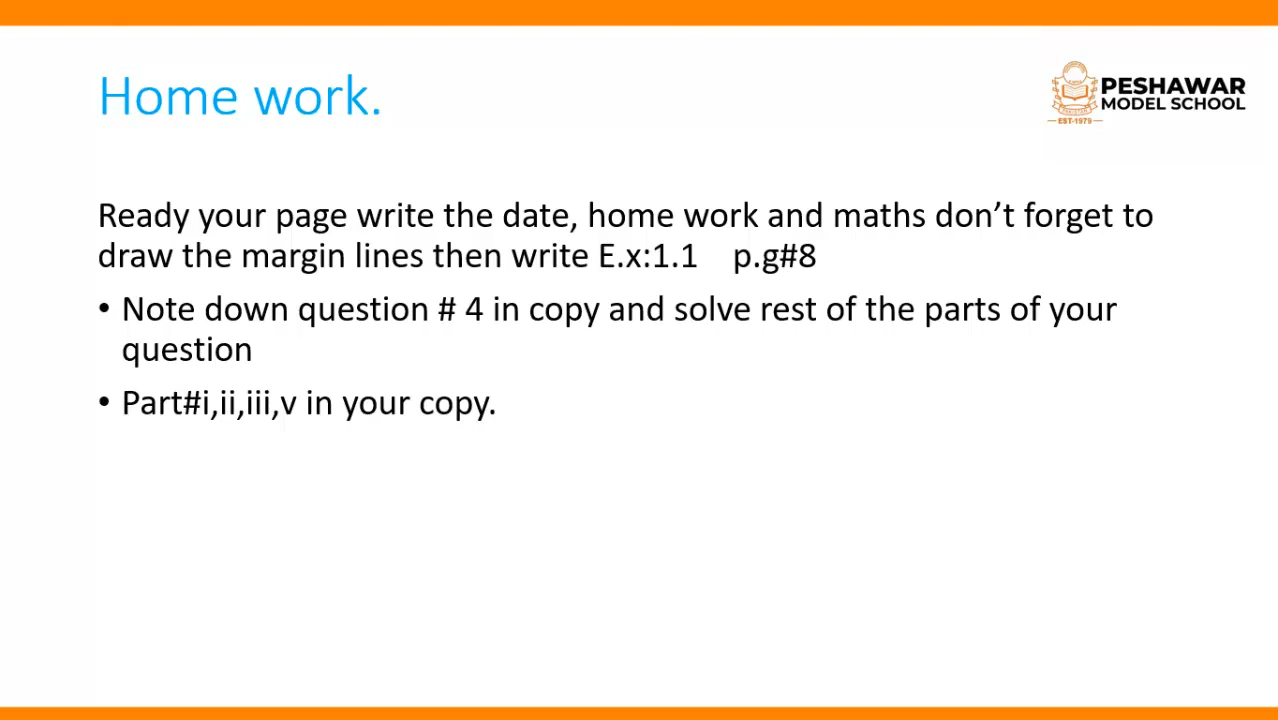 Home work.
PESHAWAR
MODEL SCHOOL
EST-1979
Ready your page write the date, home work and maths don’t forget to
draw the margin lines then write E.x:1.1    p.g#8
• Note down question # 4 in copy and solve rest of the parts of your
question
• Part#i,ii,iii,v in your copy.